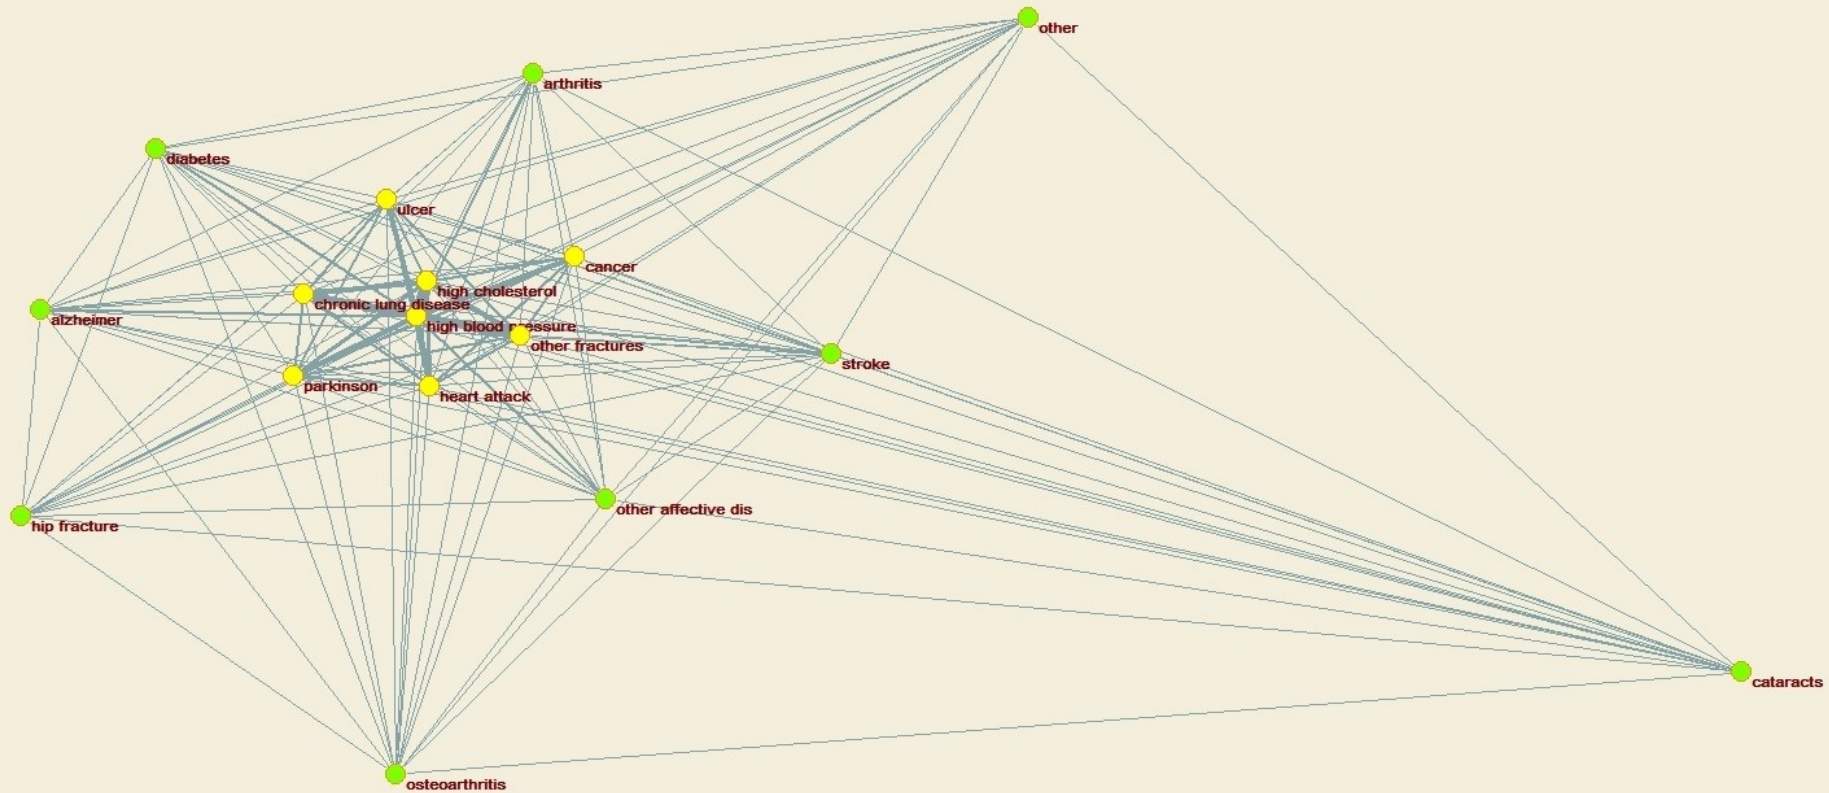 other
arthritis
diabetes
ulcer
cancer
high cholesterol
chronic lung disease
alzheimer
high blood pressure
other fractures
stroke
parkinson
heart attack
other affective dis
hip fracture
cataracts
osteoarthritis